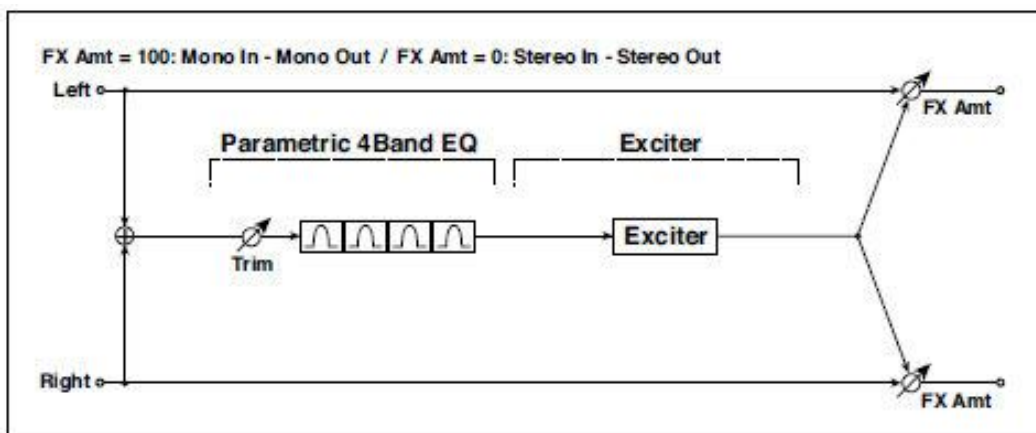 FX Amt = 100: Mono In - Mono Out / FX Amt = 0: Stereo In - Stereo Out
Left
FX Amt
Parametric 4Band EQ
Exciter
Exciter
Trim
Right
FX Amt